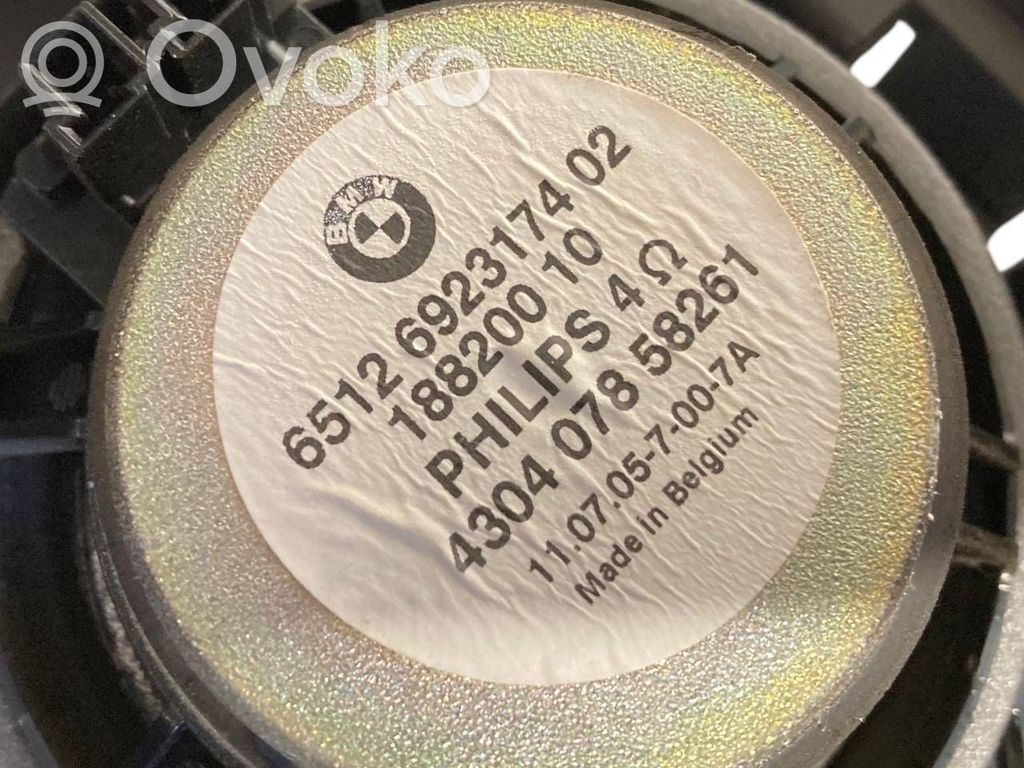 Ovoko
BMW
6512 6923174 02
188200 10
PHILIPS 4 Ω
4304 078 58261
11.07.05-7-00-7A
Made in Belgium